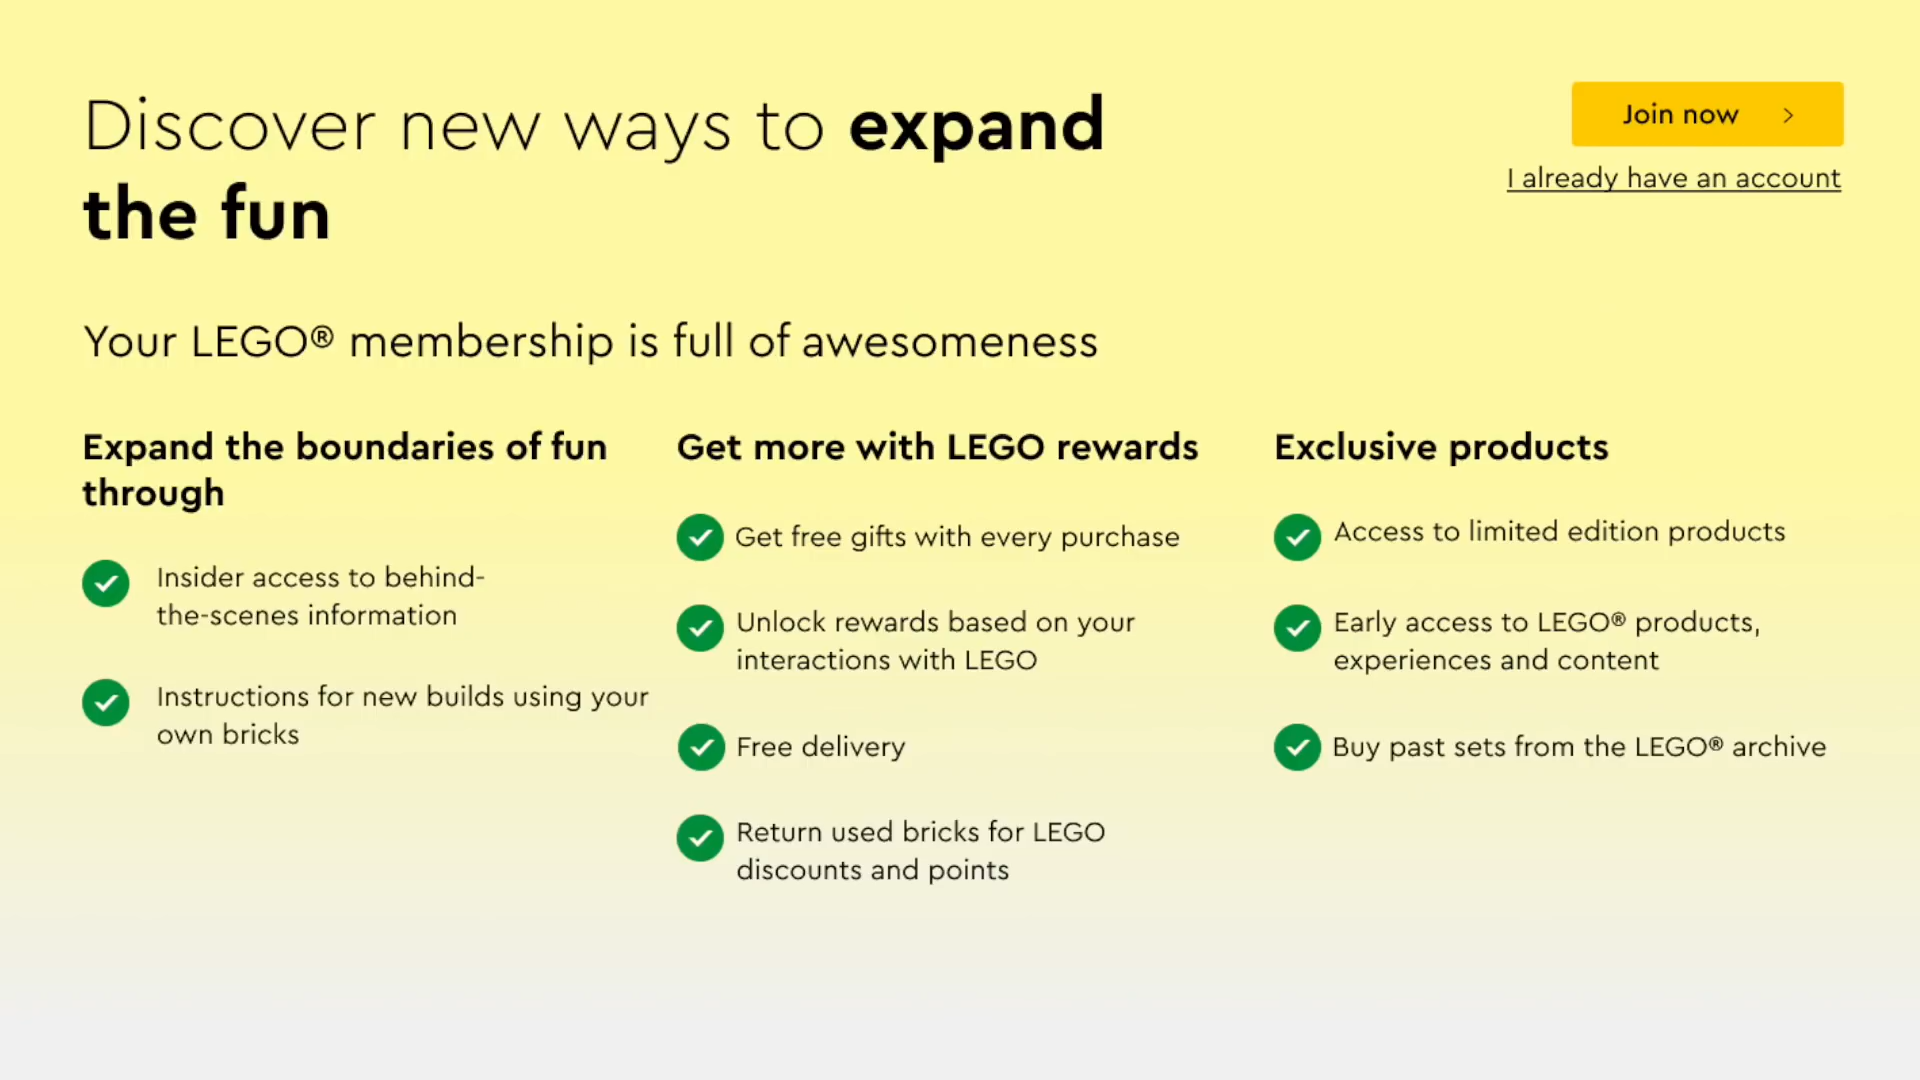 Discover new ways to expand
the fun
Join now
I already have an account
Your LEGO® membership is full of awesomeness
Expand the boundaries of fun
through
Insider access to behind-
the-scenes information
Instructions for new builds using your
own bricks
Get more with LEGO rewards
Get free gifts with every purchase
Unlock rewards based on your
interactions with LEGO
Free delivery
Return used bricks for LEGO
discounts and points
Exclusive products
Access to limited edition products
Early access to LEGO® products,
experiences and content
Buy past sets from the LEGO® archive